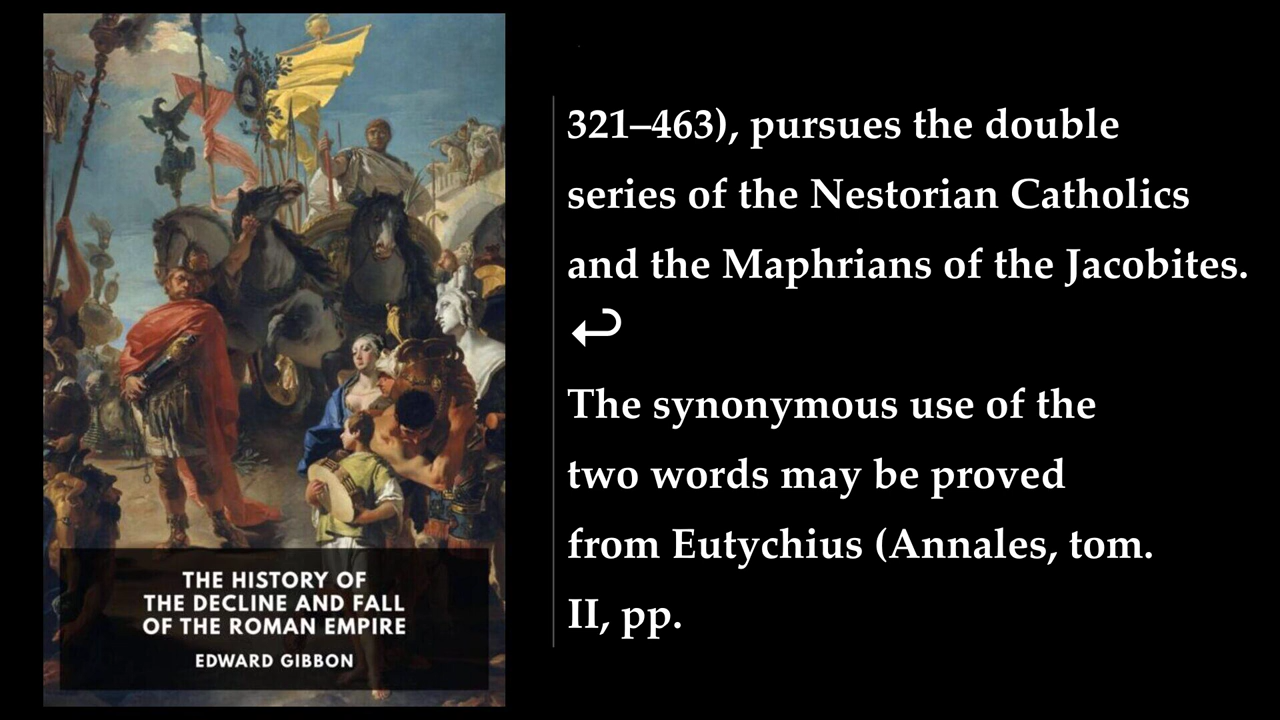 THE HISTORY OF
THE DECLINE AND FALL
OF THE ROMAN EMPIRE
EDWARD GIBBON
321–463), pursues the double
series of the Nestorian Catholics
and the Maphrians of the Jacobites.
↩
The synonymous use of the
two words may be proved
from Eutychius (Annales, tom.
II, pp.